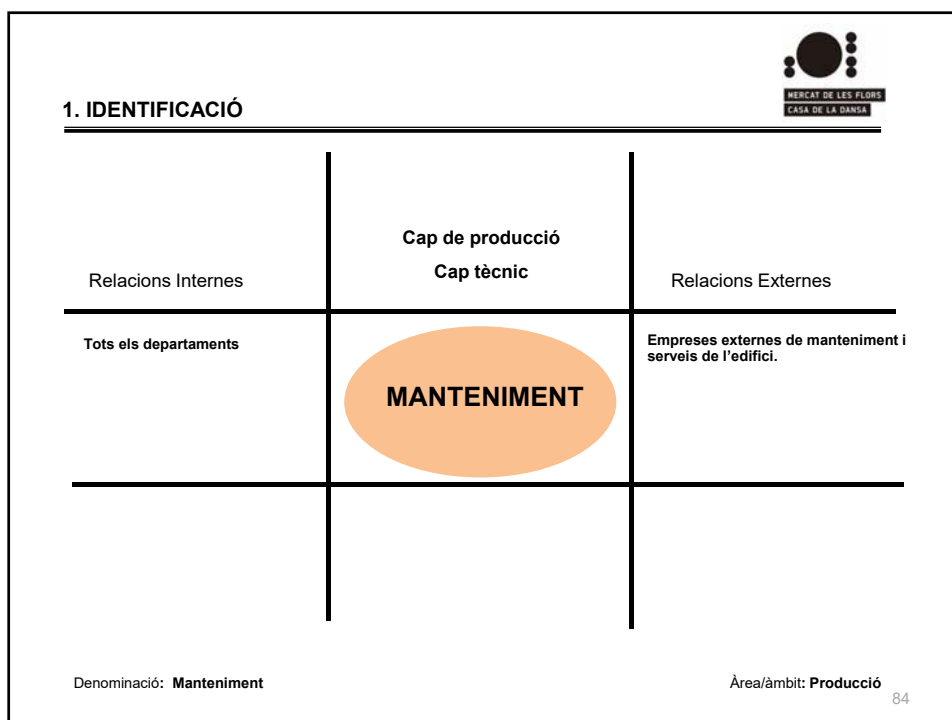 MERCAT DE LES FLORS
CASA DE LA DANSA
1. IDENTIFICACIÓ
Cap de producció
Cap tècnic
Relacions Internes
Relacions Externes
Tots els departaments
Empreses externes de manteniment i
serveis de l’edifici.
MANTENIMENT
Denominació: Manteniment
Àrea/àmbit: Producció
84